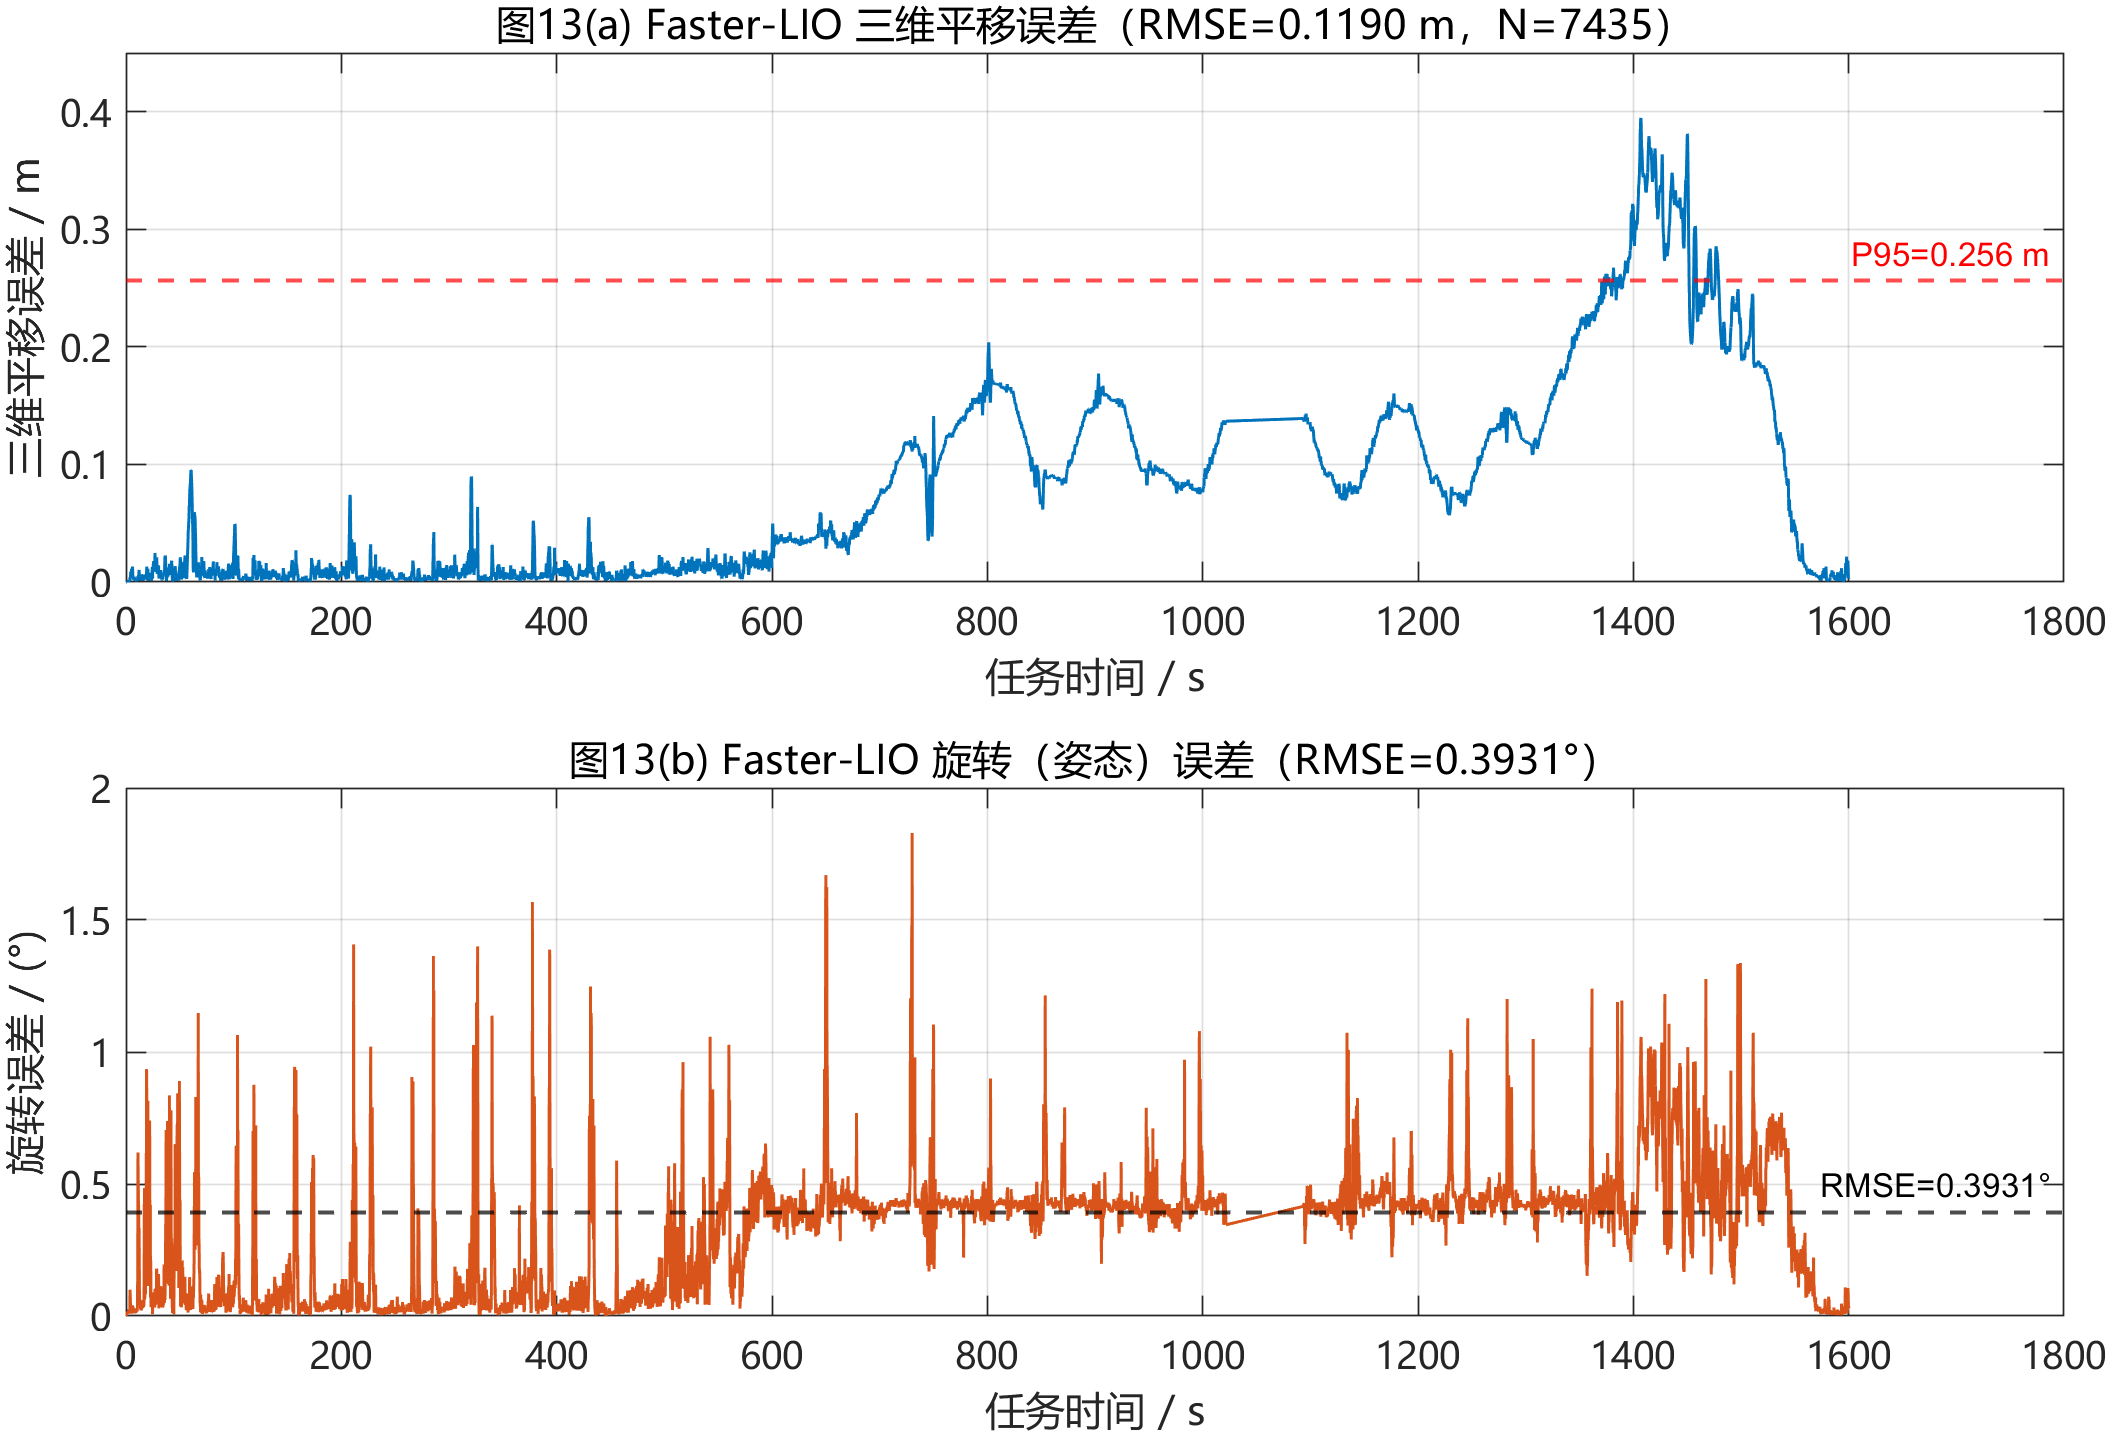 图13(a) Faster-LIO 三维平移误差（RMSE=0.1190 m，N=7435）
三维平移误差 / m
0.4
0.3
0.2
0.1
0
P95=0.256 m
0 200 400 600 800 1000 1200 1400 1600 1800
任务时间 / s
图13(b) Faster-LIO 旋转（姿态）误差（RMSE=0.3931°）
旋转误差 / (°)
2
1.5
1
0.5
0
RMSE=0.3931°
0 200 400 600 800 1000 1200 1400 1600 1800
任务时间 / s